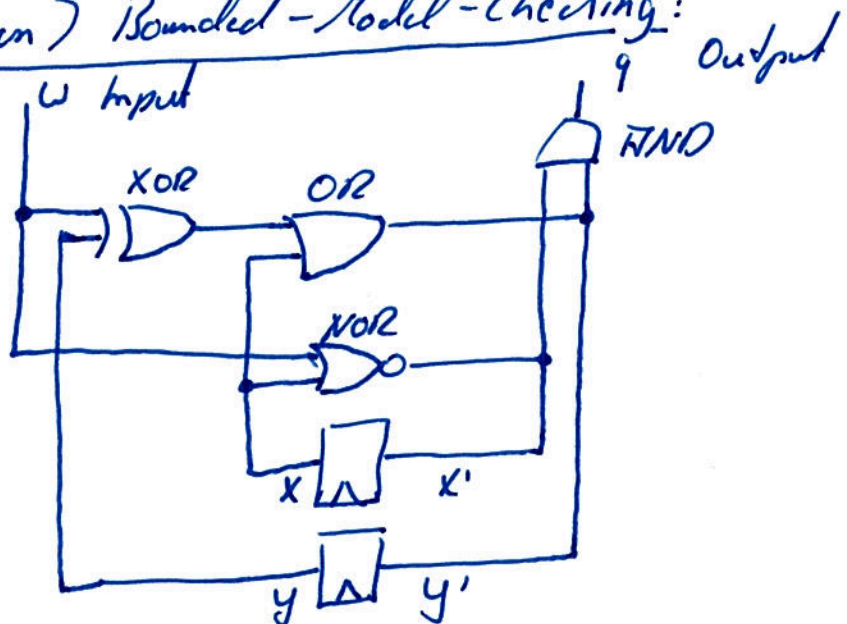 Bounded-Model-Checking:
w Input
q Output
AND
XOR
OR
NOR
x
x'
y
y'